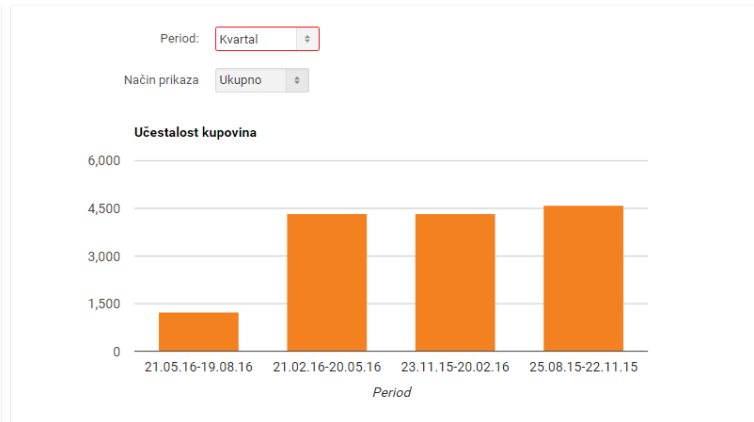 Period: Kvartal
Način prikaza Ukupno
Učestalost kupovina
6,000
4,500
3,000
1,500
0
21.05.16-19.08.16 21.02.16-20.05.16 23.11.15-20.02.16 25.08.15-22.11.15
Period